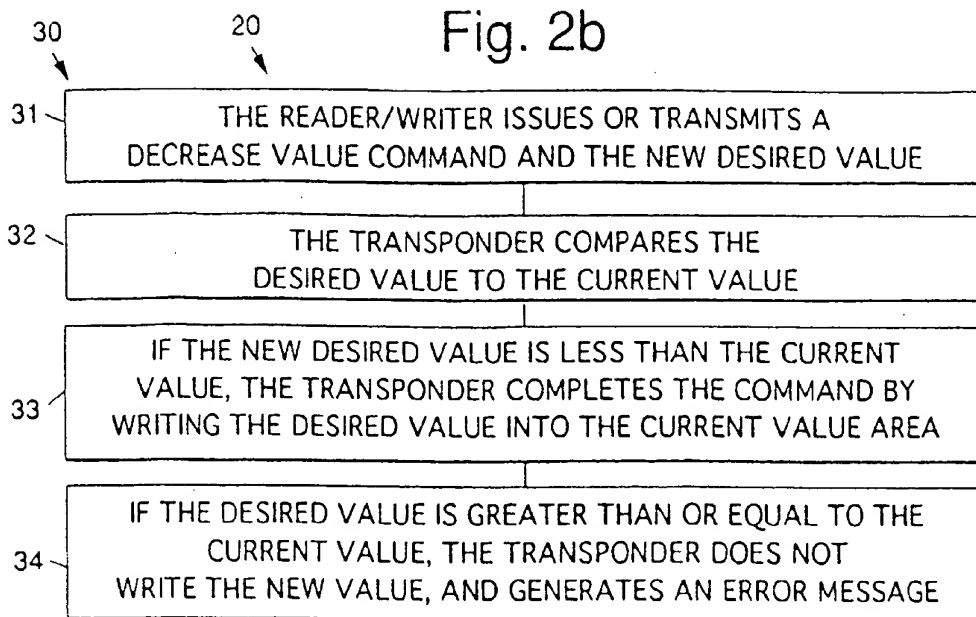 Fig. 2b
30
20
31
THE READER/WRITER ISSUES OR TRANSMITS A
DECREASE VALUE COMMAND AND THE NEW DESIRED VALUE
32
THE TRANSPONDER COMPARES THE
DESIRED VALUE TO THE CURRENT VALUE
33
IF THE NEW DESIRED VALUE IS LESS THAN THE CURRENT
VALUE, THE TRANSPONDER COMPLETES THE COMMAND BY
WRITING THE DESIRED VALUE INTO THE CURRENT VALUE AREA
34
IF THE DESIRED VALUE IS GREATER THAN OR EQUAL TO THE
CURRENT VALUE, THE TRANSPONDER DOES NOT
WRITE THE NEW VALUE, AND GENERATES AN ERROR MESSAGE